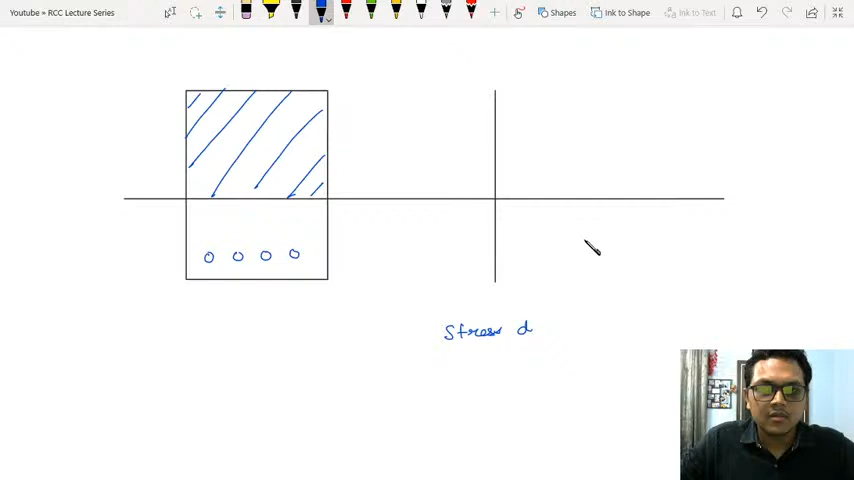 Youtube » RCC Lecture Series
Shapes
Ink to Shape
Ink to Text
Stress d